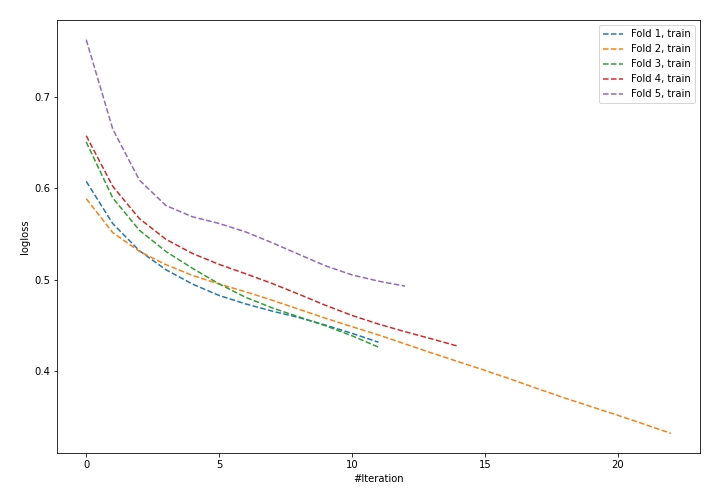 Fold 1, train
Fold 2, train
Fold 3, train
Fold 4, train
Fold 5, train
logloss
0.7
0.6
0.5
0.4
0
5
10
15
20
#Iteration